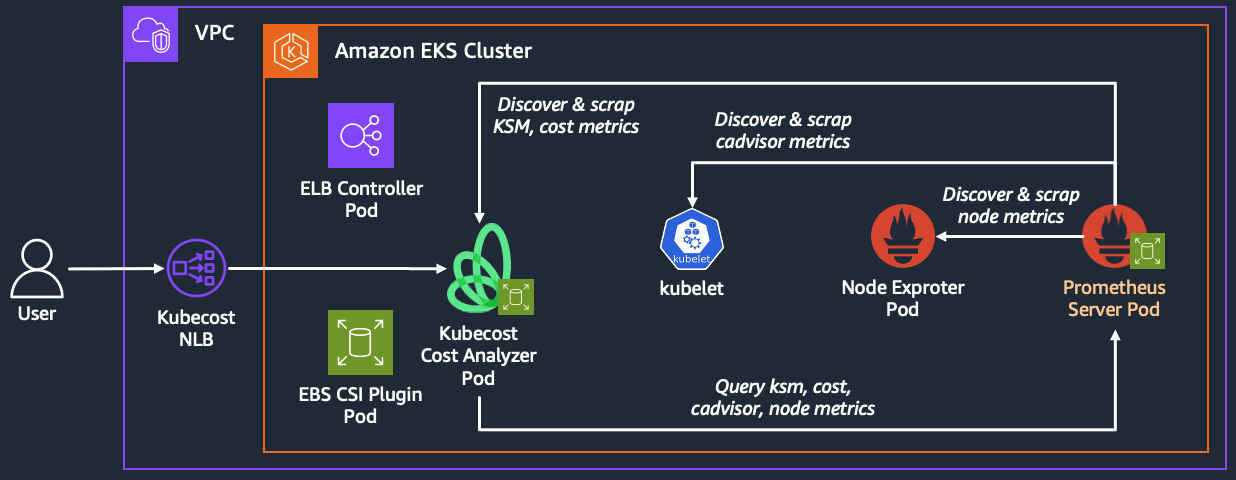 VPC
Amazon EKS Cluster
Discover & scrap
KSM, cost metrics
Discover & scrap
cadvisor metrics
ELB Controller
Pod
Discover & scrap
node metrics
kubelet
User
Kubecost
NLB
Kubecost
Cost Analyzer
Pod
kubelet
Node Exproter
Pod
Prometheus
Server Pod
EBS CSI Plugin
Pod
Query ksm, cost,
cadvisor, node metrics
K